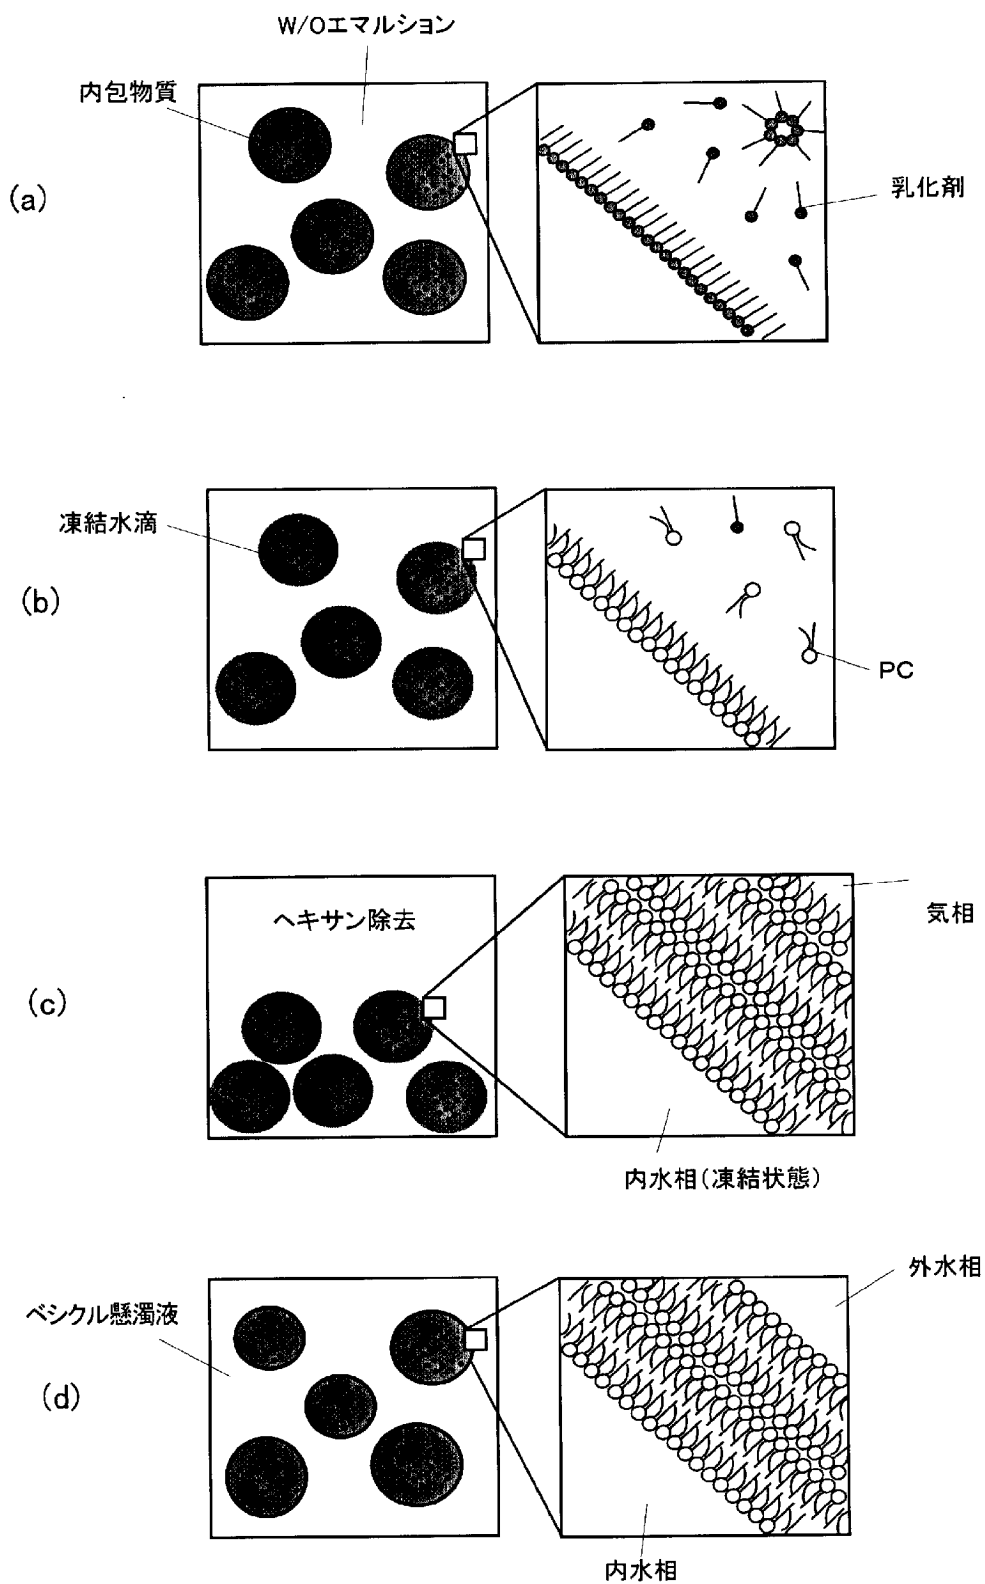 W/Oエマルション
内包物質
(a)
乳化剤
凍結水滴
(b)
PC
ヘキサン除去
気相
(c)
内水相(凍結状態)
外水相
ベシクル懸濁液
(d)
内水相